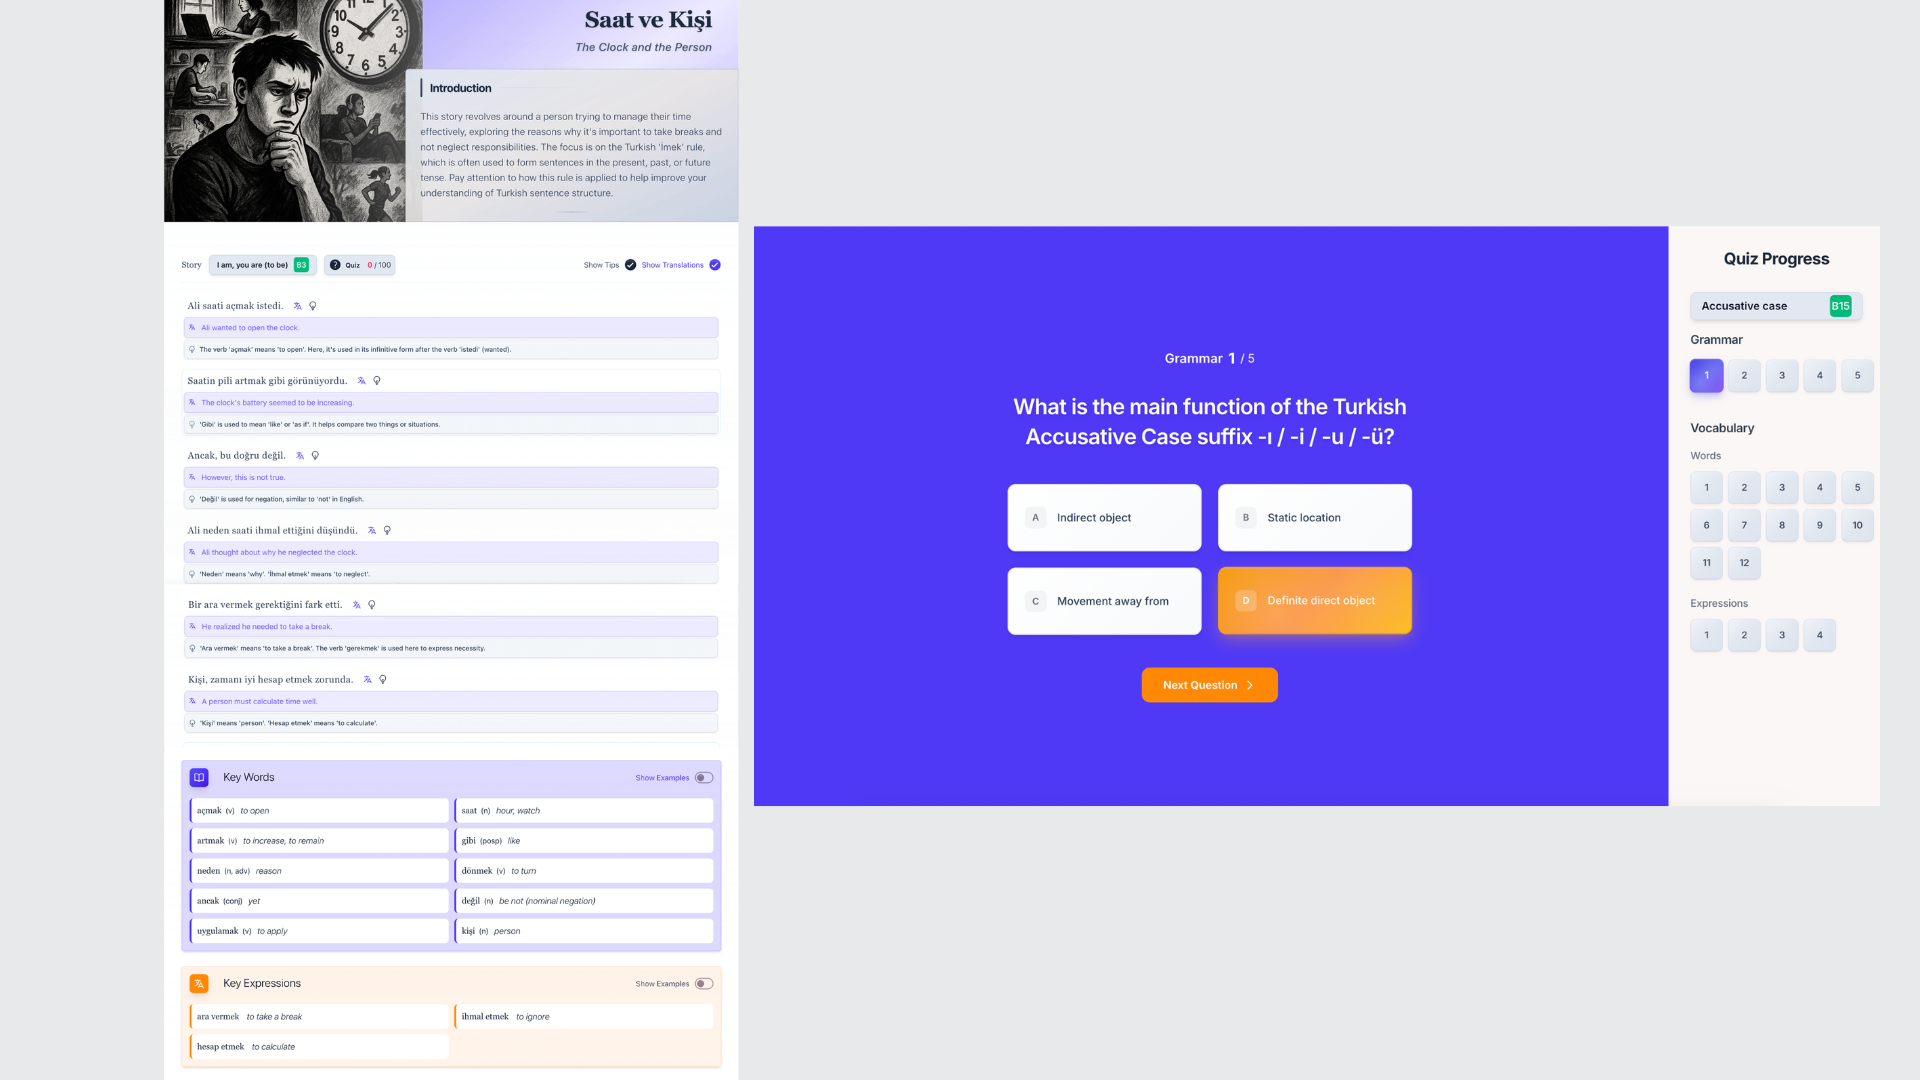 10
11
12
1
2
9
3
8
4
7
6
5
Saat ve Kişi
The Clock and the Person
Introduction
This story revolves around a person trying to manage their time
effectively, exploring the reasons why it's important to take breaks and
not neglect responsibilities. The focus is on the Turkish 'İmek' rule,
which is often used to form sentences in the present, past, or future
tense. Pay attention to how this rule is applied to help improve your
understanding of Turkish sentence structure.
Story I am, you are (to be) B3 ? Quiz 0 / 100 Show Tips Show Translations
Ali saati açmak istedi.
Ali wanted to open the clock.
The verb 'açmak' means 'to open'. Here, it's used in its infinitive form after the verb 'istedi' (wanted).
Saatin pili artmak gibi görünüyordu.
The clock's battery seemed to be increasing.
'Gibi' is used to mean 'like' or 'as if'. It helps compare two things or situations.
Ancak, bu doğru değil.
However, this is not true.
'Değil' is used for negation, similar to 'not' in English.
Ali neden saati ihmal ettiğini düşündü.
Ali thought about why he neglected the clock.
'Neden' means 'why'. 'İhmal etmek' means 'to neglect'.
Bir ara vermek gerektiğini fark etti.
He realized he needed to take a break.
'Ara vermek' means 'to take a break'. The verb 'gerekmek' is used here to express necessity.
Kişi, zamanı iyi hesap etmek zorunda.
A person must calculate time well.
'Kişi' means 'person'. 'Hesap etmek' means 'to calculate'.
Key Words Show Examples
açmak (v) to open
saat (n) hour, watch
artmak (v) to increase, to remain
gibi (posp) like
neden (n, adv) reason
dönmek (v) to turn
ancak (conj) yet
değil (n) be not (nominal negation)
uygulamak (v) to apply
kişi (n) person
Key Expressions Show Examples
ara vermek to take a break
ihmal etmek to ignore
hesap etmek to calculate
Grammar 1 / 5
What is the main function of the Turkish
Accusative Case suffix -ı / -i / -u / -ü?
A Indirect object
B Static location
C Movement away from
D Definite direct object
Next Question
Quiz Progress
Accusative case B15
Grammar
1 2 3 4 5
Vocabulary
Words
1 2 3 4 5
6 7 8 9 10
11 12
Expressions
1 2 3 4